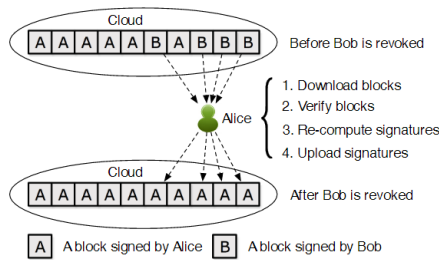 Cloud
A A A A A B A B B B
Before Bob is revoked
Alice
1. Download blocks
2. Verify blocks
3. Re-compute signatures
4. Upload signatures
Cloud
A A A A A A A A A A
After Bob is revoked
A A block signed by Alice B A block signed by Bob